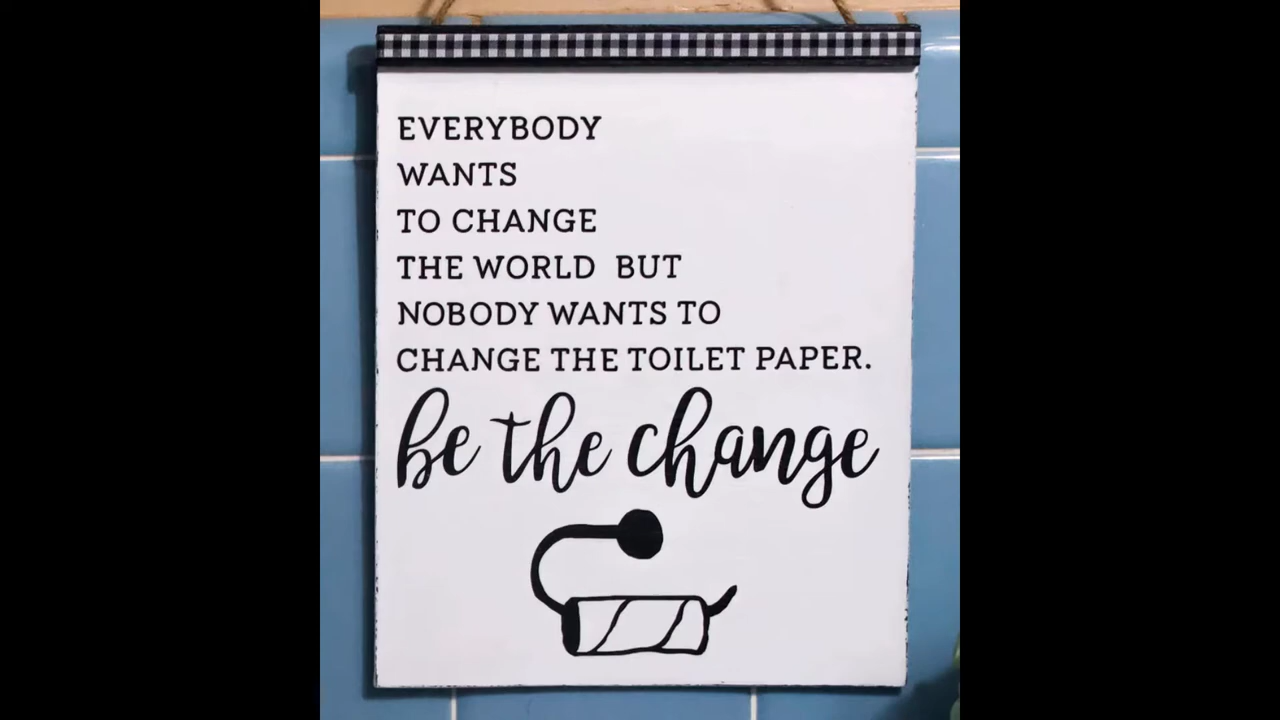 EVERYBODY
WANTS
TO CHANGE
THE WORLD BUT
NOBODY WANTS TO
CHANGE THE TOILET PAPER.
be the change